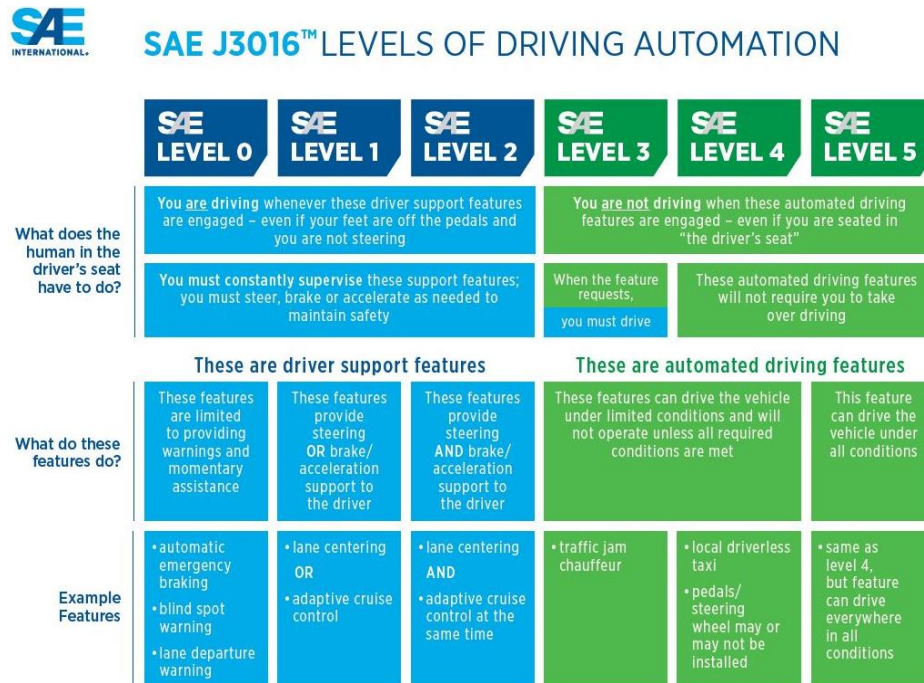 SAE
INTERNATIONAL®
SAE J3016™ LEVELS OF DRIVING AUTOMATION
SAE
LEVEL 0
SAE
LEVEL 1
SAE
LEVEL 2
SAE
LEVEL 3
SAE
LEVEL 4
SAE
LEVEL 5
What does the
human in the
driver's seat
have to do?
You are driving whenever these driver support features
are engaged – even if your feet are off the pedals and
you are not steering
You are not driving when these automated driving
features are engaged – even if you are seated in
“the driver's seat”
You must constantly supervise these support features;
you must steer, brake or accelerate as needed to
maintain safety
When the feature
requests,
you must drive
These automated driving features
will not require you to take
over driving
These are driver support features
These are automated driving features
What do these
features do?
These features
are limited
to providing
warnings and
momentary
assistance
These features
provide
steering
OR brake/
acceleration
support to
the driver
These features
provide
steering
AND brake/
acceleration
support to
the driver
These features can drive the vehicle
under limited conditions and will
not operate unless all required
conditions are met
This feature
can drive the
vehicle under
all conditions
Example
Features
• automatic
emergency
braking
• blind spot
warning
• lane departure
warning
• lane centering
OR
• adaptive cruise
control
• lane centering
AND
• adaptive cruise
control at the
same time
• traffic jam
chauffeur
• local driverless
taxi
• pedals/
steering
wheel may or
may not be
installed
• same as
level 4,
but feature
can drive
everywhere
in all
conditions